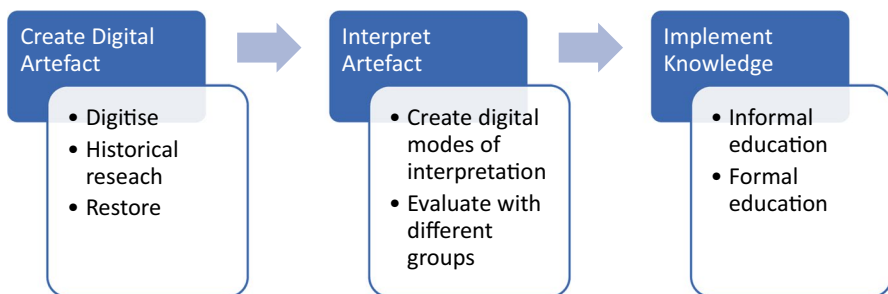 Create Digital
Artefact
• Digitise
• Historical
reseach
• Restore
Interpret
Artefact
• Create digital
modes of
interpretation
• Evaluate with
different
groups
Implement
Knowledge
• Informal
education
• Formal
education